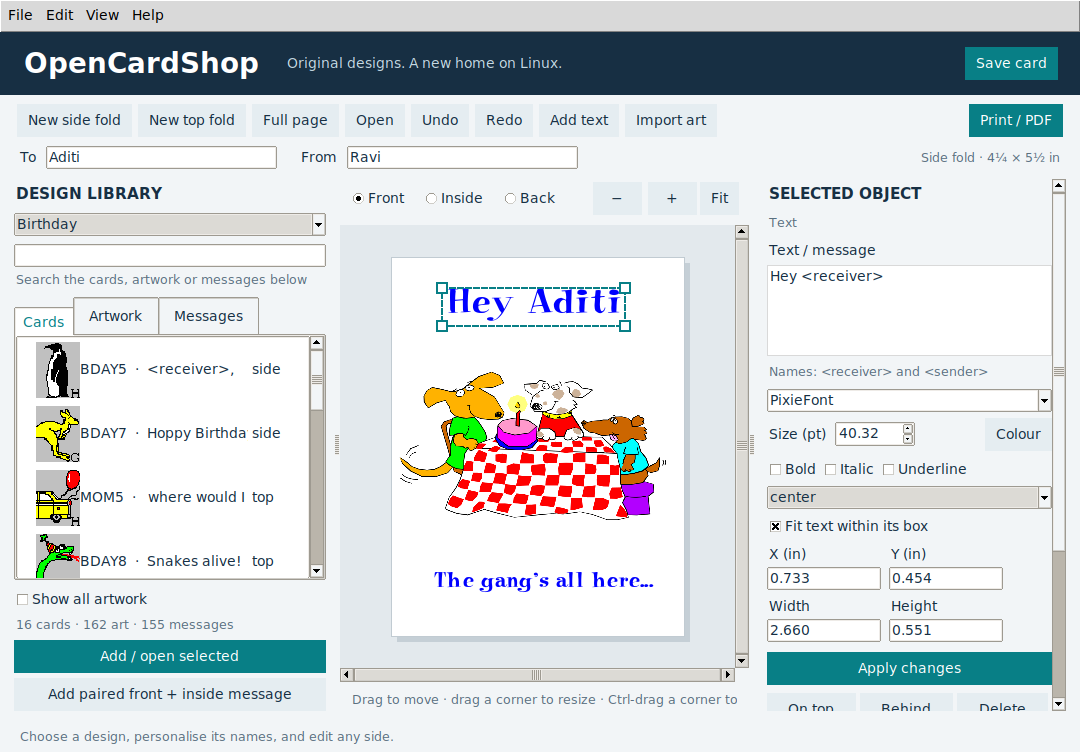 File Edit View Help
OpenCardShop Original designs. A new home on Linux. Save card
New side fold New top fold Full page Open Undo Redo Add text Import art Print / PDF
To Aditi From Ravi Side fold · 4¼ × 5½ in
DESIGN LIBRARY
Birthday
Search the cards, artwork or messages below
Cards Artwork Messages
H BDAY5 · <receiver>, side
G BDAY7 · Hoppy Birthda side
H MOM5 · where would I top
BDAY8 · Snakes alive! top
Show all artwork
16 cards · 162 art · 155 messages
Add / open selected
Add paired front + inside message
Front Inside Back − + Fit
Hey Aditi
The gang's all here...
Drag to move · drag a corner to resize · Ctrl-drag a corner to
SELECTED OBJECT
Text
Text / message
Hey <receiver>
Names: <receiver> and <sender>
PixieFont
Size (pt) 40.32 Colour
Bold Italic Underline
center
Fit text within its box
X (in) Y (in)
0.733 0.454
Width Height
2.660 0.551
Apply changes
On top Behind Delete
Choose a design, personalise its names, and edit any side.